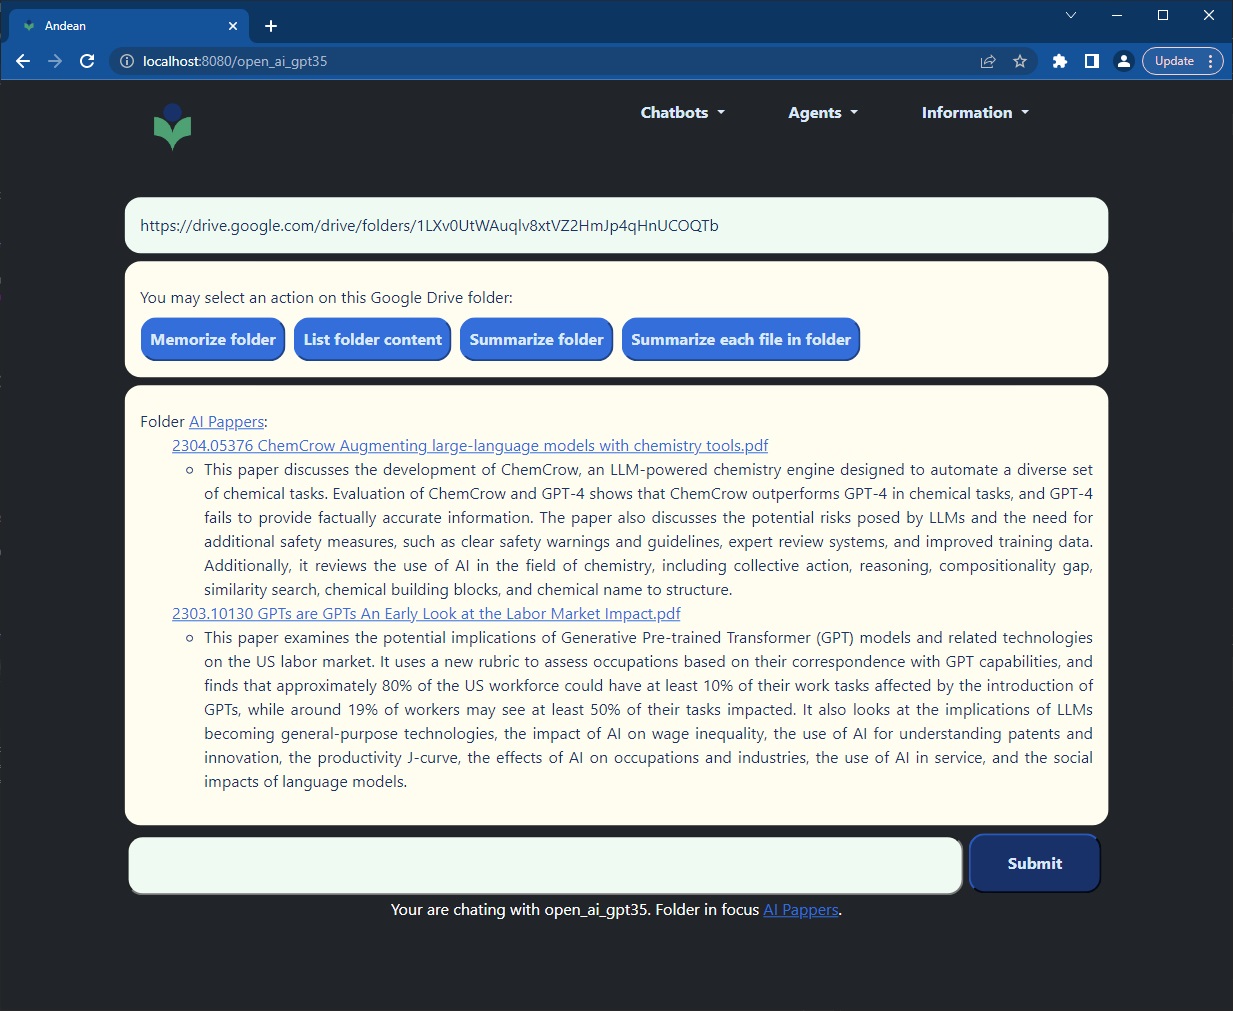 Andean
localhost:8080/open_ai_gpt35
Update
Chatbots
Agents
Information
https://drive.google.com/drive/folders/1LXv0UtWAuqlv8xtVZ2HmJp4qHnUCOQTb
You may select an action on this Google Drive folder:
Memorize folder
List folder content
Summarize folder
Summarize each file in folder
Folder AI Pappers:
2304.05376 ChemCrow Augmenting large-language models with chemistry tools.pdf
This paper discusses the development of ChemCrow, an LLM-powered chemistry engine designed to automate a diverse set
of chemical tasks. Evaluation of ChemCrow and GPT-4 shows that ChemCrow outperforms GPT-4 in chemical tasks, and GPT-4
fails to provide factually accurate information. The paper also discusses the potential risks posed by LLMs and the need for
additional safety measures, such as clear safety warnings and guidelines, expert review systems, and improved training data.
Additionally, it reviews the use of AI in the field of chemistry, including collective action, reasoning, compositionality gap,
similarity search, chemical building blocks, and chemical name to structure.
2303.10130 GPTs are GPTs An Early Look at the Labor Market Impact.pdf
This paper examines the potential implications of Generative Pre-trained Transformer (GPT) models and related technologies
on the US labor market. It uses a new rubric to assess occupations based on their correspondence with GPT capabilities, and
finds that approximately 80% of the US workforce could have at least 10% of their work tasks affected by the introduction of
GPTs, while around 19% of workers may see at least 50% of their tasks impacted. It also looks at the implications of LLMs
becoming general-purpose technologies, the impact of AI on wage inequality, the use of AI for understanding patents and
innovation, the productivity J-curve, the effects of AI on occupations and industries, the use of AI in service, and the social
impacts of language models.
Submit
Your are chatting with open_ai_gpt35. Folder in focus AI Pappers.